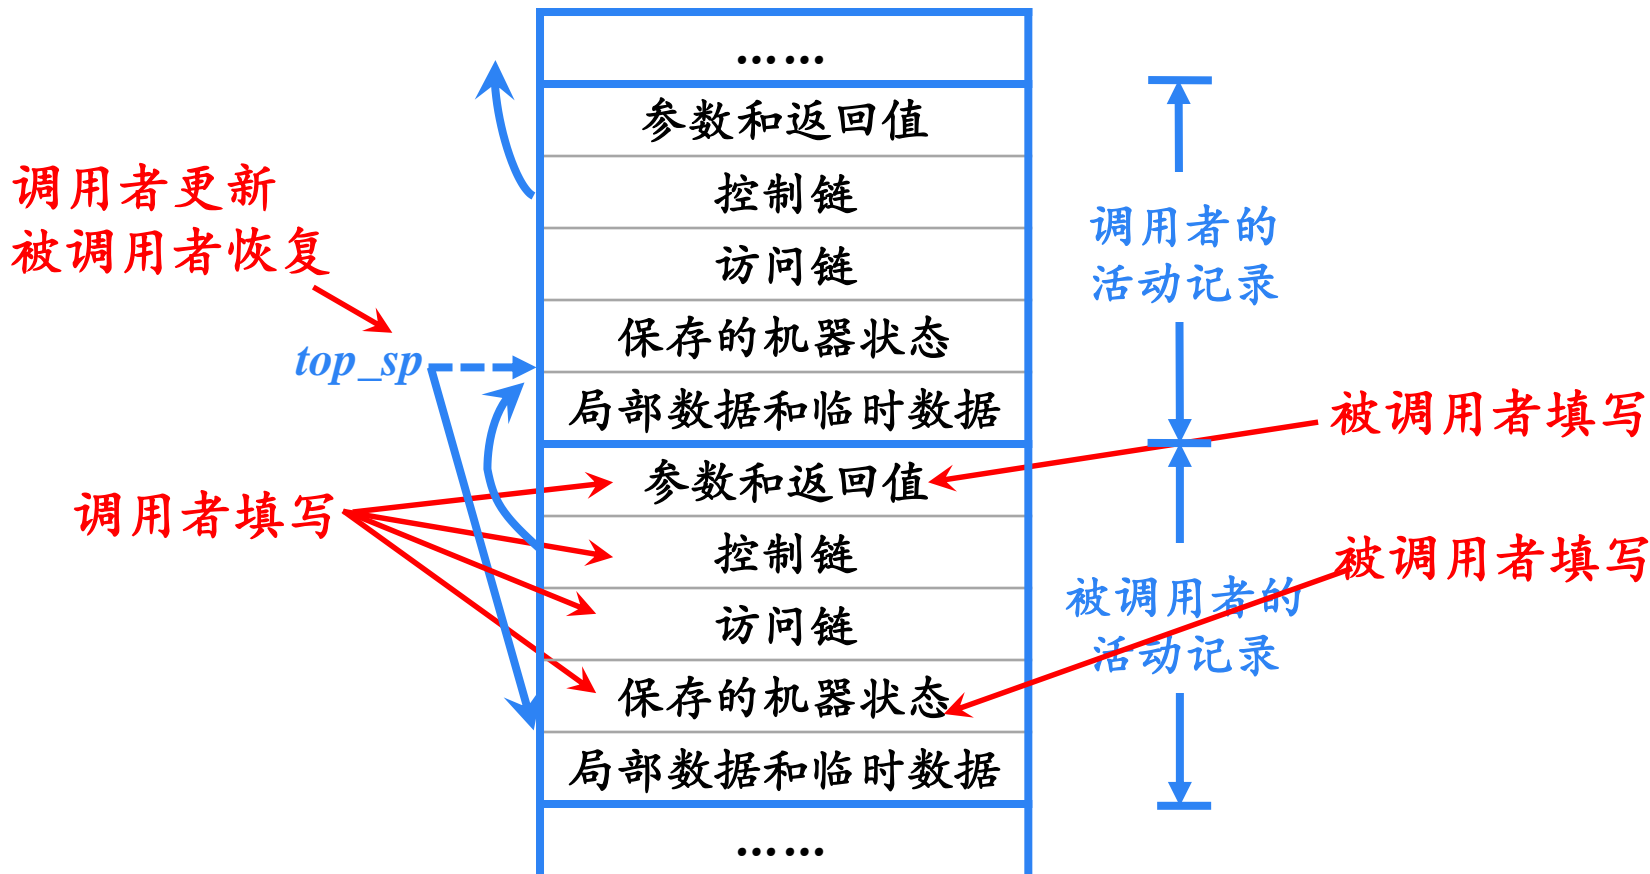 ……
参数和返回值
控制链
访问链
保存的机器状态
局部数据和临时数据
参数和返回值
控制链
访问链
保存的机器状态
局部数据和临时数据
……
调用者更新
被调用者恢复
top_sp
调用者填写
调用者的
活动记录
被调用者填写
被调用者填写
被调用者的
活动记录